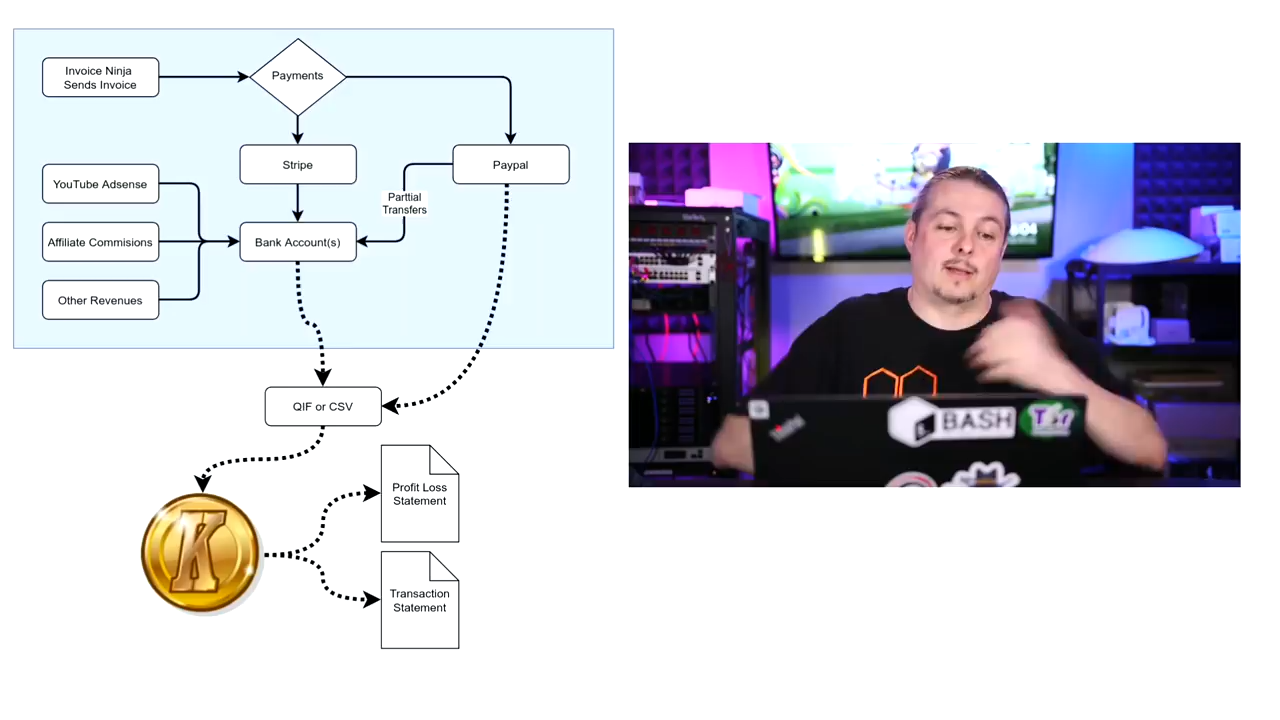 Invoice Ninja
Sends Invoice
Payments
Stripe
Paypal
YouTube Adsense
Parttial
Transfers
Affiliate Commisions
Bank Account(s)
Other Revenues
QIF or CSV
Profit Loss
Statement
K
Transaction
Statement
BASH